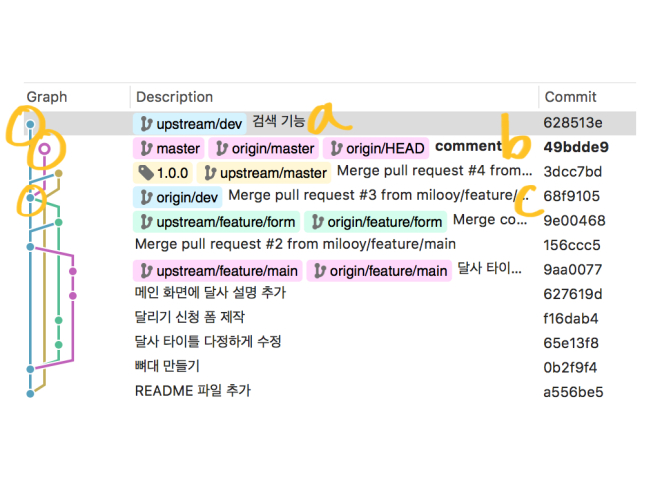 Graph Description Commit
upstream/dev 검색 기능 a 628513e
master origin/master origin/HEAD comment b 49bdde9
1.0.0 upstream/master Merge pull request #4 from... 3dcc7bd
origin/dev Merge pull request #3 from milooy/feature/... c 68f9105
upstream/feature/form origin/feature/form Merge co... 9e00468
Merge pull request #2 from milooy/feature/main 156ccc5
upstream/feature/main origin/feature/main 달사 타이... 9aa0077
메인 화면에 달사 설명 추가 627619d
달리기 신청 폼 제작 f16dab4
달사 타이틀 다정하게 수정 65e13f8
뼈대 만들기 0b2f9f4
README 파일 추가 a556be5